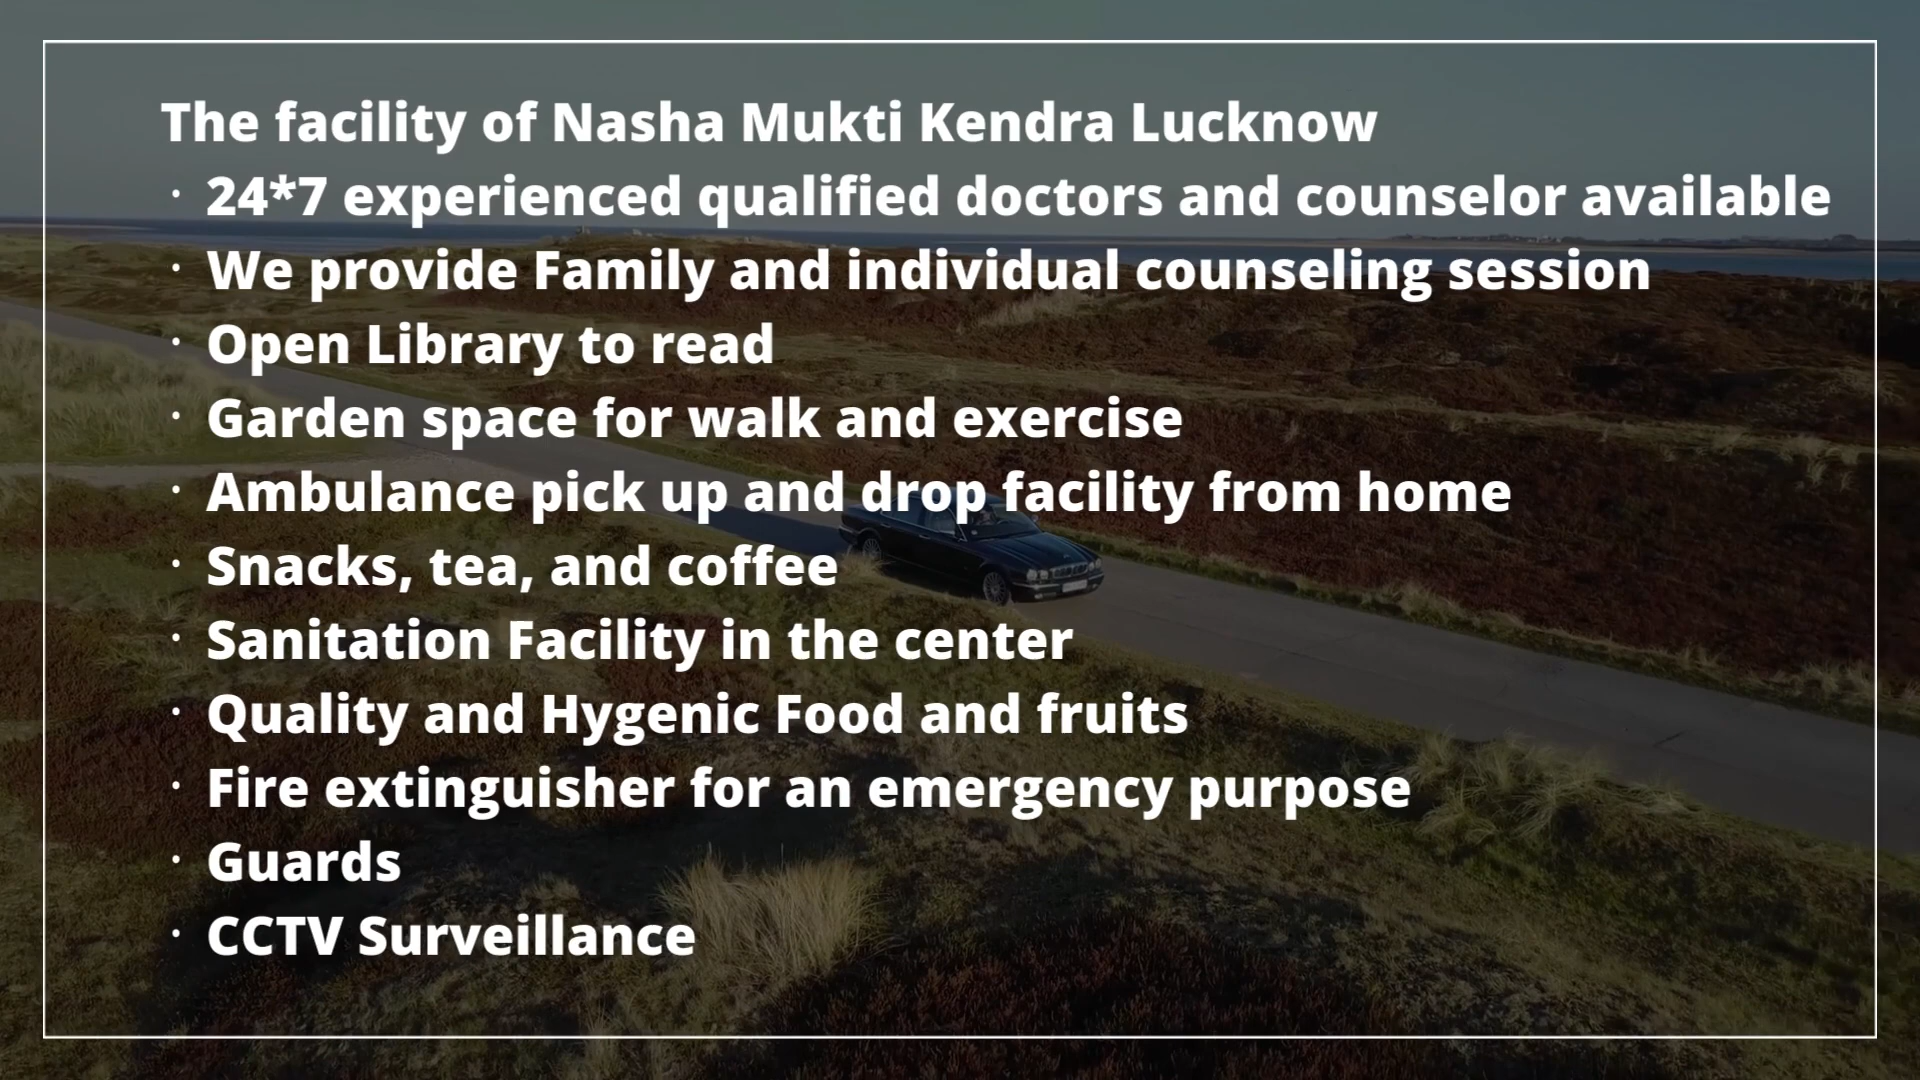 The facility of Nasha Mukti Kendra Lucknow
· 24*7 experienced qualified doctors and counselor available
· We provide Family and individual counseling session
· Open Library to read
· Garden space for walk and exercise
· Ambulance pick up and drop facility from home
· Snacks, tea, and coffee
· Sanitation Facility in the center
· Quality and Hygenic Food and fruits
· Fire extinguisher for an emergency purpose
· Guards
· CCTV Surveillance